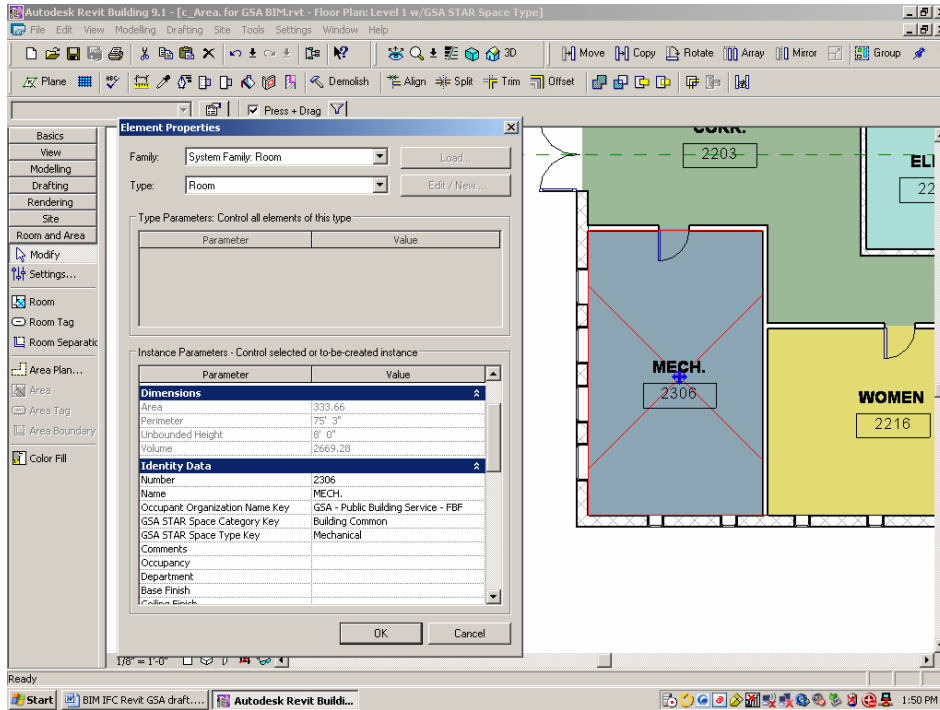 Autodesk Revit Building 9.1 - [c_Area. for GSA BIM.rvt - Floor Plan: Level 1 w/GSA STAR Space Type]
File Edit View Modelling Drafting Site Tools Settings Window Help
3D Move Copy Rotate Array Mirror Group
Plane Demolish Align Split Trim Offset
Press + Drag
Basics
View
Modelling
Drafting
Rendering
Site
Room and Area
Modify
Settings...
Room
Room Tag
Room Separatic
Area Plan...
Area
Area Tag
Area Boundary
Color Fill
Element Properties
Family: System Family: Room Load...
Type: Room Edit / New...
Type Parameters: Control all elements of this type
Parameter Value
Instance Parameters - Control selected or to-be-created instance
Parameter Value
Dimensions
Area 333.66
Perimeter 75' 3"
Unbounded Height 8' 0"
Volume 2669.28
Identity Data
Number 2306
Name MECH.
Occupant Organization Name Key GSA - Public Building Service - FBF
GSA STAR Space Category Key Building Common
GSA STAR Space Type Key Mechanical
Comments
Occupancy
Department
Base Finish
Ceiling Finish
OK Cancel
CORR.
2203
ELE
22
MECH.
2306
WOMEN
2216
1/8" = 1'-0"
Ready
Start BIM IFC Revit GSA draft.... Autodesk Revit Buildi... 1:50 PM